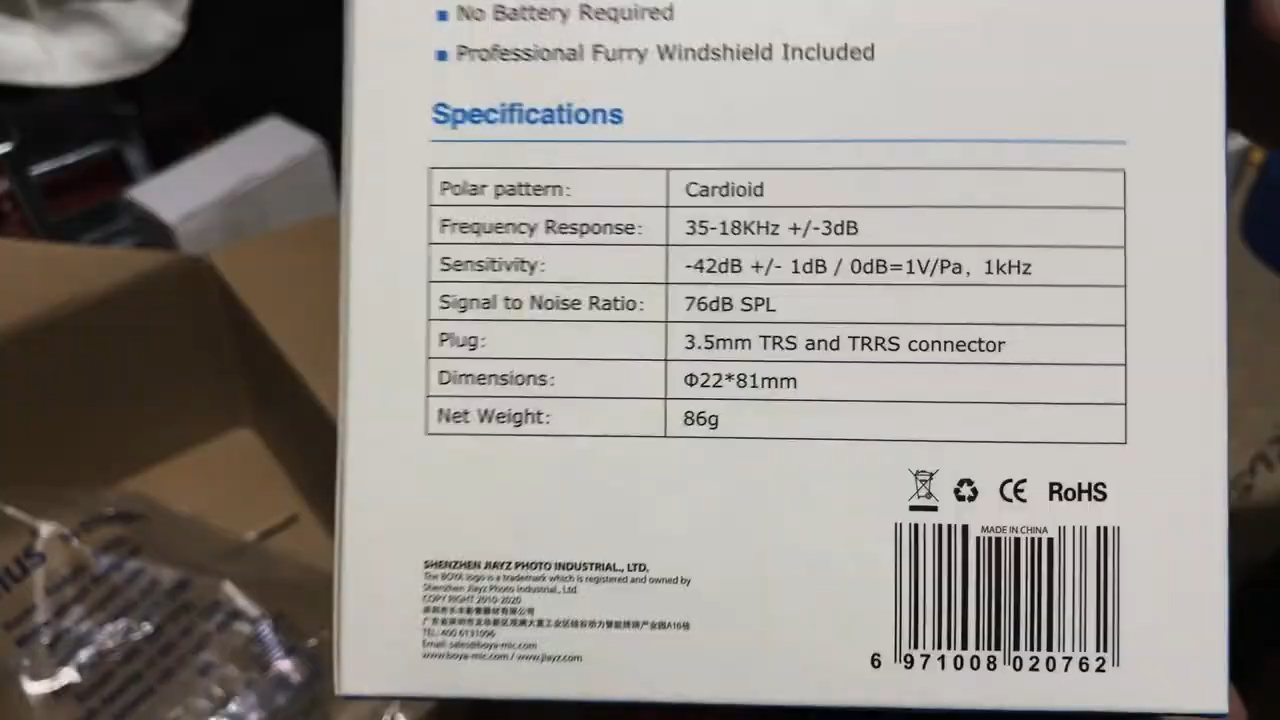 ■ No Battery Required
■ Professional Furry Windshield Included
Specifications
Polar pattern: Cardioid
Frequency Response: 35-18KHz +/-3dB
Sensitivity: -42dB +/- 1dB / 0dB=1V/Pa, 1kHz
Signal to Noise Ratio: 76dB SPL
Plug: 3.5mm TRS and TRRS connector
Dimensions: Φ22*81mm
Net Weight: 86g
CE RoHS
MADE IN CHINA
SHENZHEN JIAYZ PHOTO INDUSTRIAL., LTD.
The BOYA logo is a trademark which is registered and owned by
Shenzhen Jiayz Photo Industrial., Ltd
COPYRIGHT 2010-2020
TEL: 400 6131096
Email: sales@boya-mic.com
www.boya-mic.com / www.jiayz.com
6 971008 020762